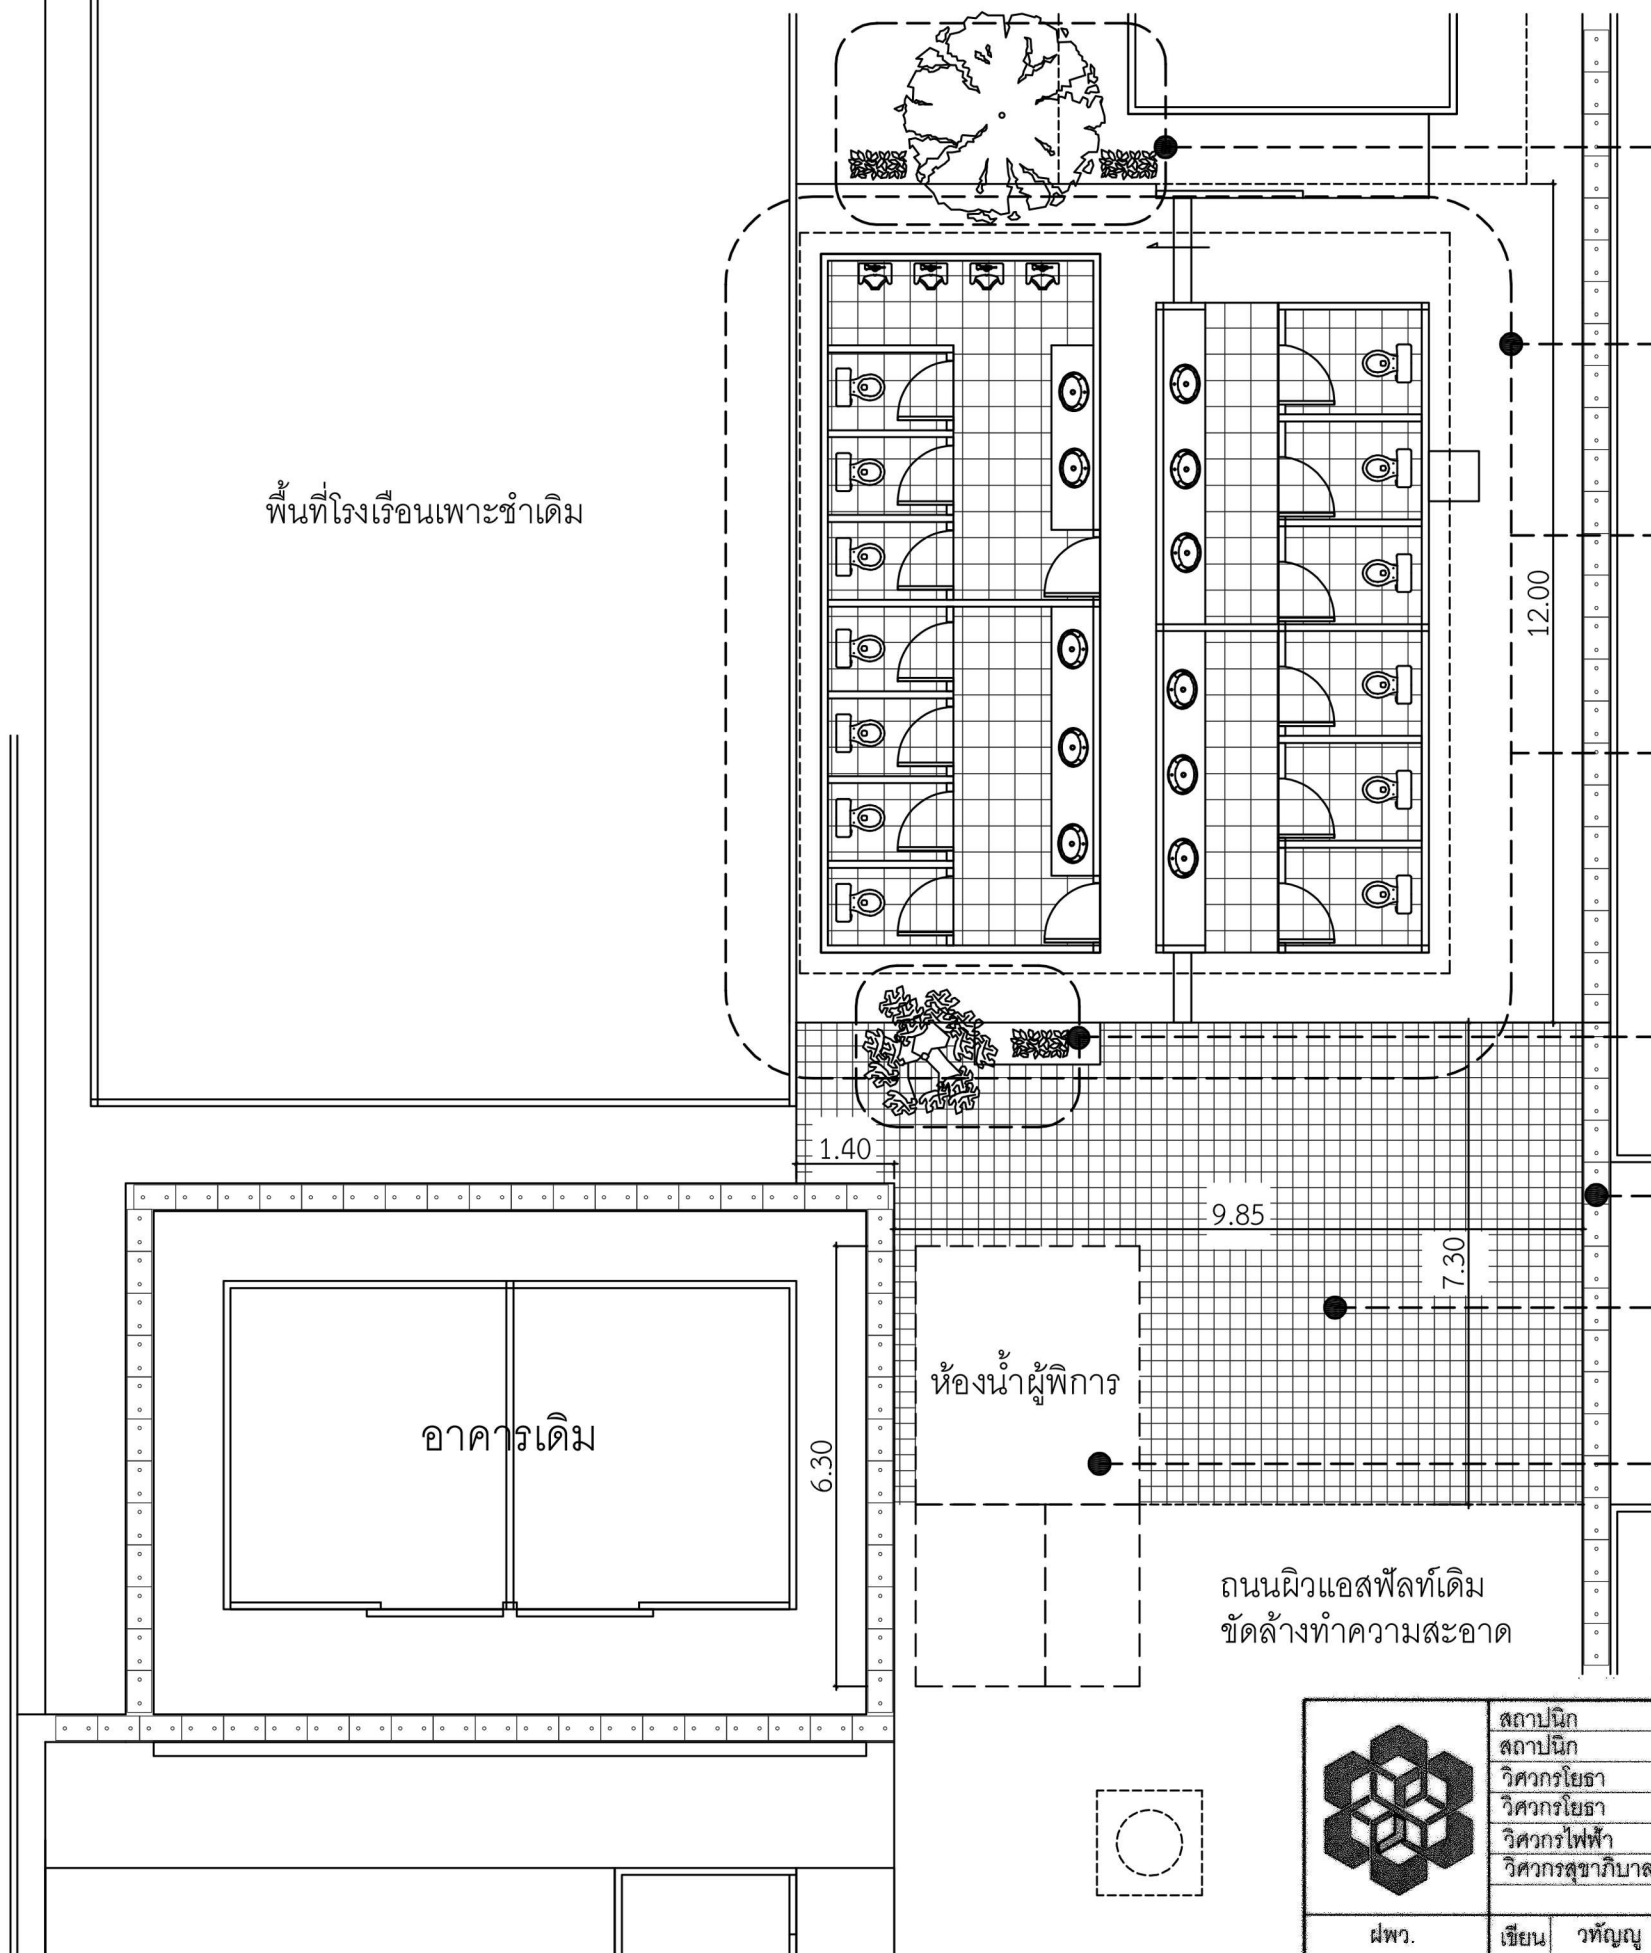 พื้นที่โรงเรือนเพาะชำเดิม
12.00
1.40
9.85
7.30
ห้องน้ำผู้พิการ
อาคารเดิม
6.30
ถนนผิวแอสฟัลท์เดิม
ขัดล้างทำความสะอาด
สถาปนิก
สถาปนิก
วิศวกรโยธา
วิศวกรโยธา
วิศวกรไฟฟ้า
วิศวกรสุขาภิบาล
ฝพว. เขียน วทัญญู